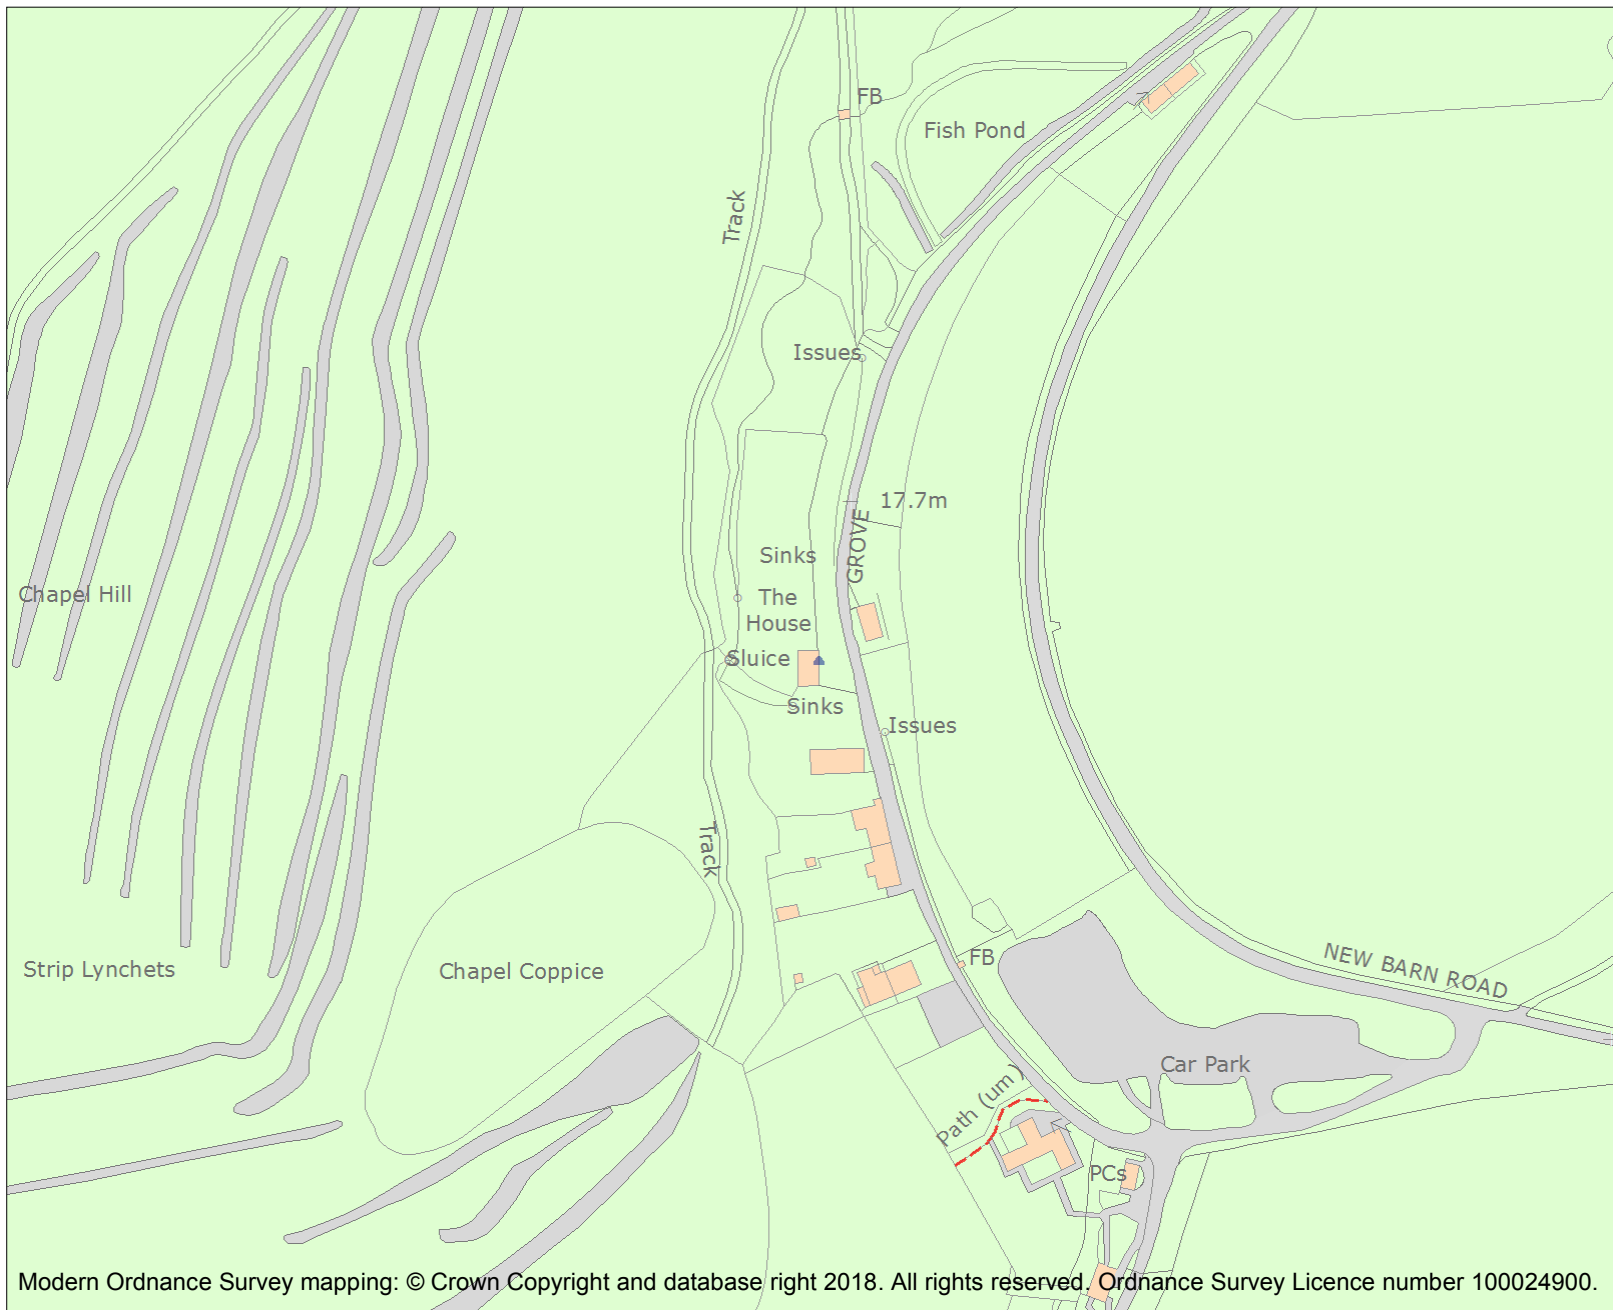 FB
Fish Pond
Track
Issues
17.7m
GROVE
Sinks
The
House
Chapel Hill
Sluice
Sinks
Issues
Track
Strip Lynchets
Chapel Coppice
FB
NEW BARN ROAD
Car Park
Path (um)
PCs
Modern Ordnance Survey mapping: © Crown Copyright and database right 2018. All rights reserved. Ordnance Survey Licence number 100024900.